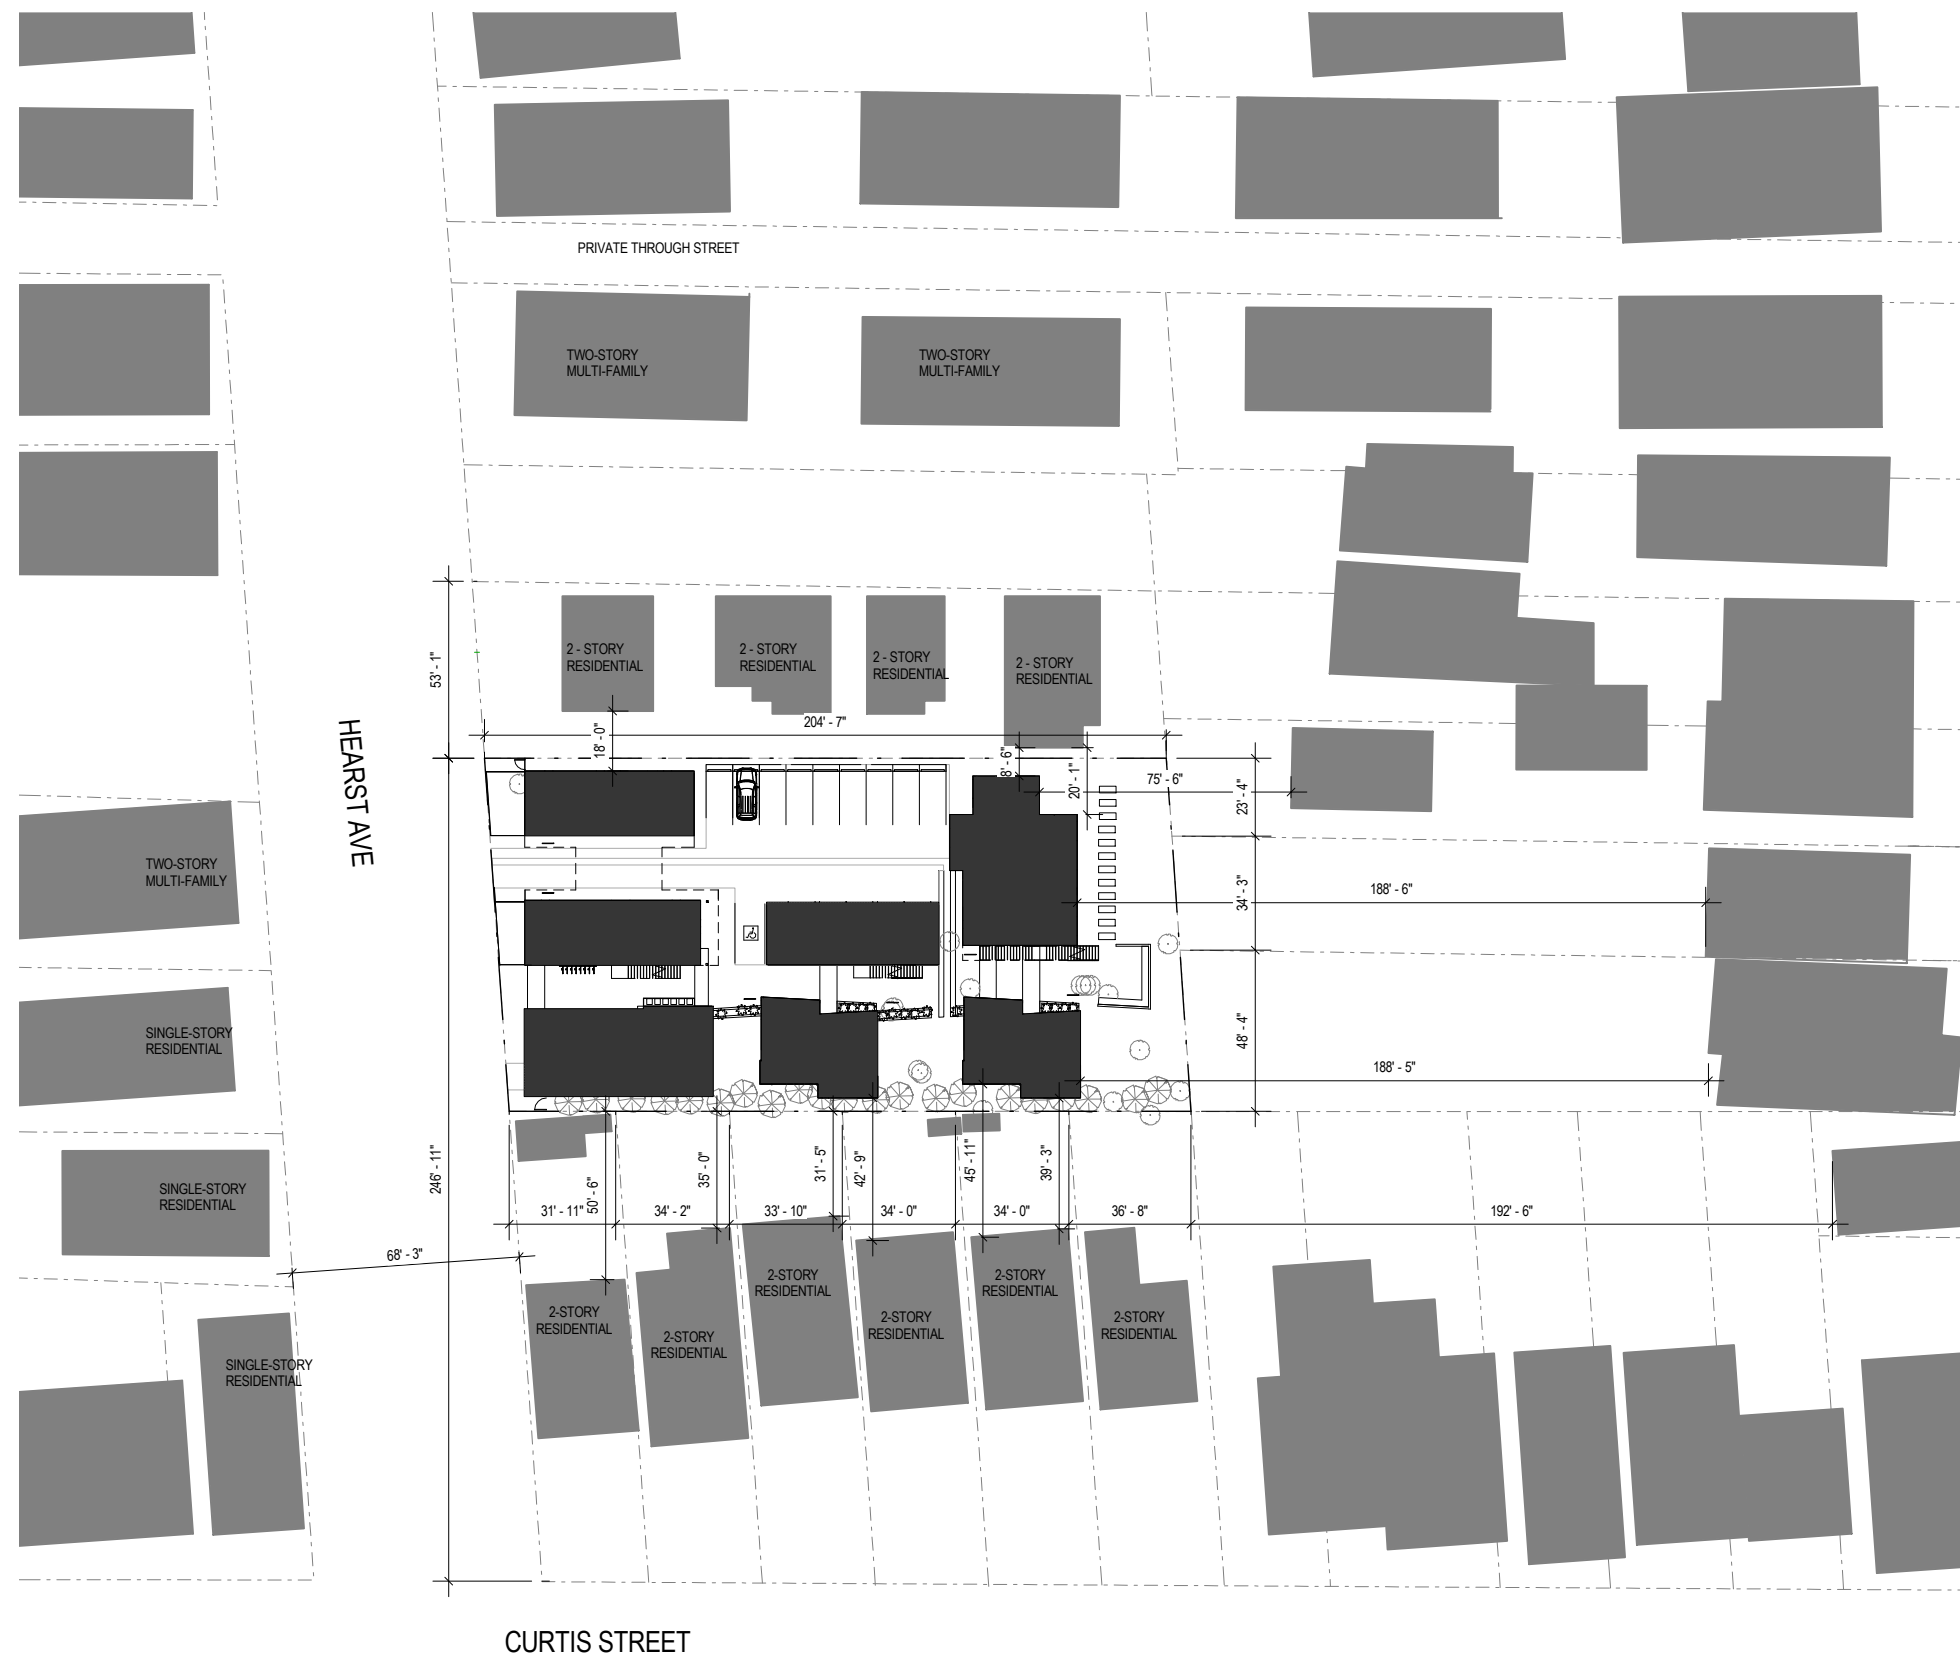 PRIVATE THROUGH STREET
TWO-STORY
MULTI-FAMILY
TWO-STORY
MULTI-FAMILY
53' - 1"
2 - STORY
RESIDENTIAL
2 - STORY
RESIDENTIAL
2 - STORY
RESIDENTIAL
2 - STORY
RESIDENTIAL
204' - 7"
18' - 0"
8' - 6"
20' - 1"
75' - 6"
23' - 4"
HEARST AVE
TWO-STORY
MULTI-FAMILY
34' - 3"
188' - 6"
SINGLE-STORY
RESIDENTIAL
48' - 4"
188' - 5"
246' - 11"
SINGLE-STORY
RESIDENTIAL
50' - 6"
35' - 0"
31' - 5"
42' - 9"
45' - 11"
39' - 3"
31' - 11"
34' - 2"
33' - 10"
34' - 0"
34' - 0"
36' - 8"
192' - 6"
68' - 3"
2-STORY
RESIDENTIAL
2-STORY
RESIDENTIAL
2-STORY
RESIDENTIAL
2-STORY
RESIDENTIAL
2-STORY
RESIDENTIAL
2-STORY
RESIDENTIAL
SINGLE-STORY
RESIDENTIAL
CURTIS STREET